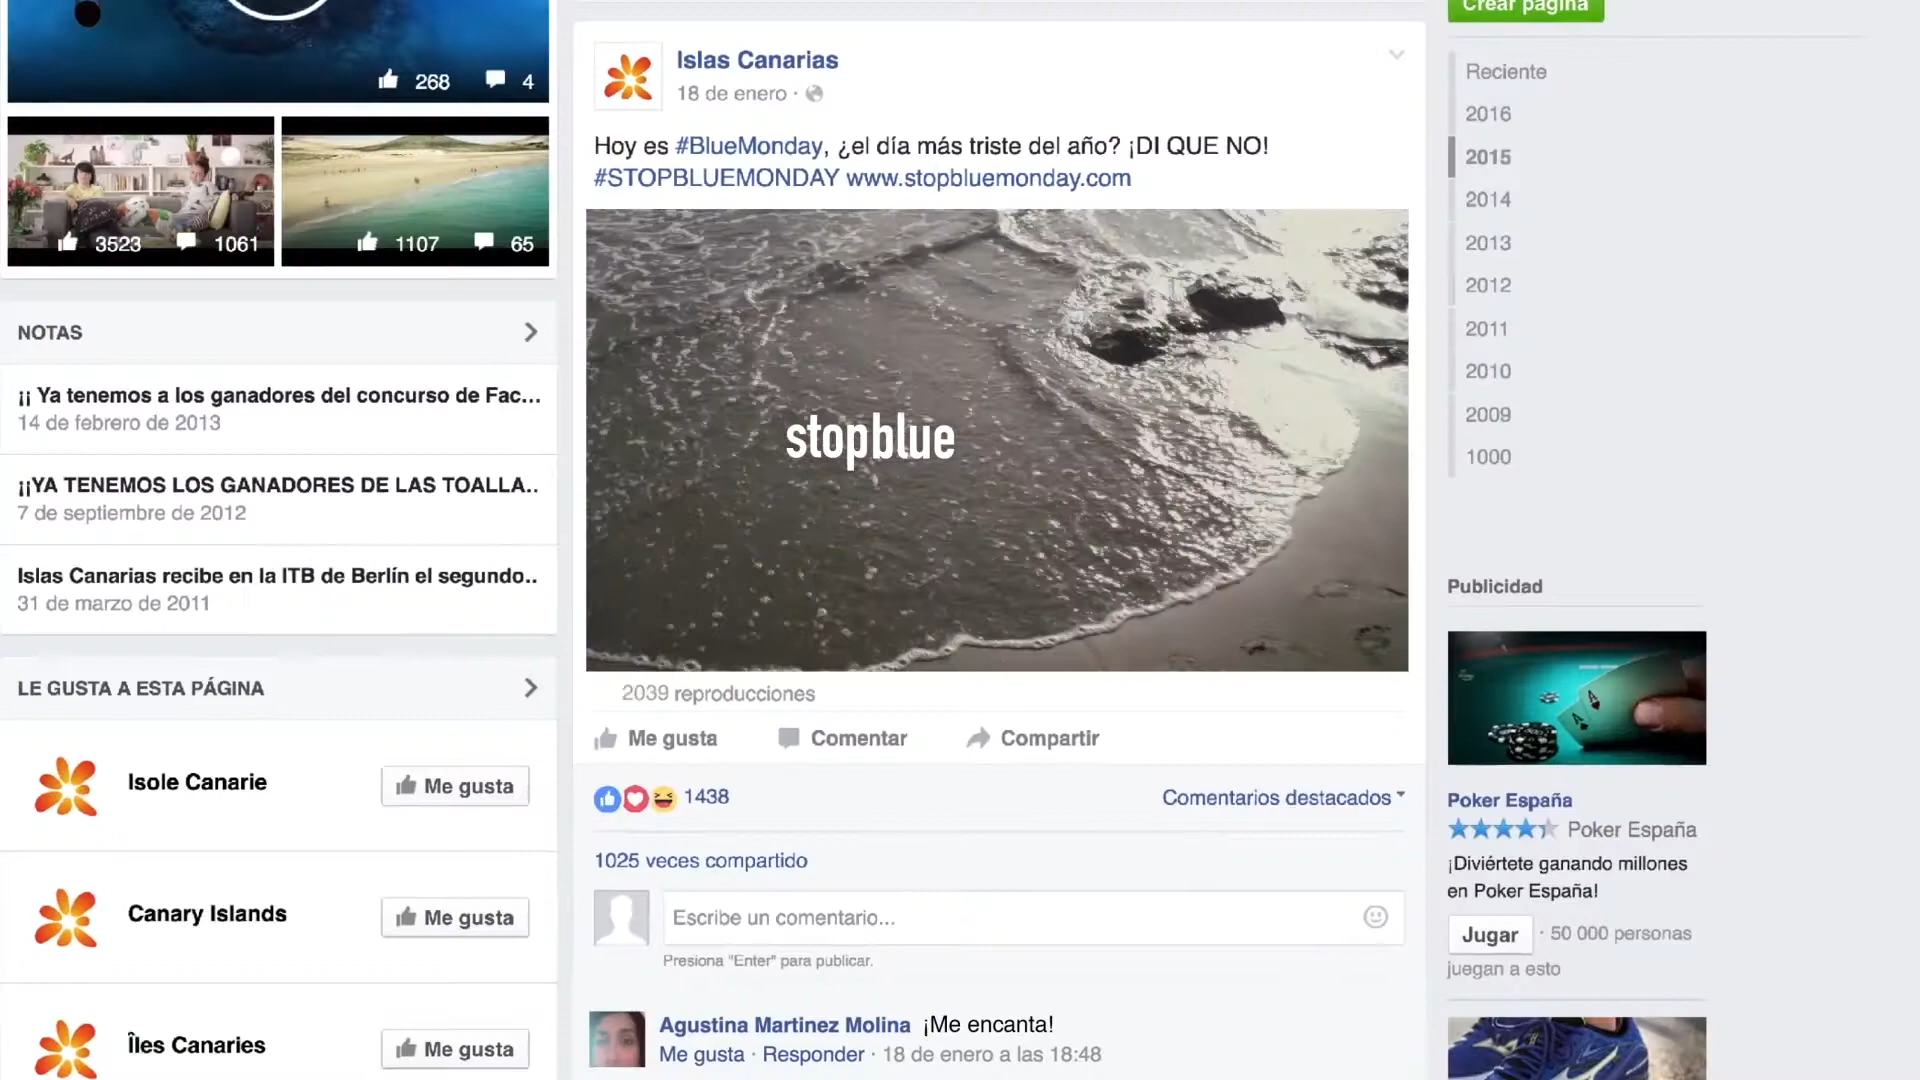 268 4
3523 1061
1107 65
NOTAS
¡¡ Ya tenemos a los ganadores del concurso de Fac...
14 de febrero de 2013
¡¡YA TENEMOS LOS GANADORES DE LAS TOALLA..
7 de septiembre de 2012
Islas Canarias recibe en la ITB de Berlín el segundo..
31 de marzo de 2011
LE GUSTA A ESTA PÁGINA
Isole Canarie
Me gusta
Canary Islands
Me gusta
Îles Canaries
Me gusta
Islas Canarias
18 de enero ·
Hoy es #BlueMonday, ¿el día más triste del año? ¡DI QUE NO!
#STOPBLUEMONDAY www.stopbluemonday.com
stopblue
2039 reproducciones
Me gusta Comentar Compartir
1438
Comentarios destacados
1025 veces compartido
Escribe un comentario...
Presiona "Enter" para publicar.
Agustina Martinez Molina ¡Me encanta!
Me gusta · Responder · 18 de enero a las 18:48
Crear página
Reciente
2016
2015
2014
2013
2012
2011
2010
2009
1000
Publicidad
Poker España
Poker España
¡Diviértete ganando millones
en Poker España!
Jugar · 50 000 personas
juegan a esto